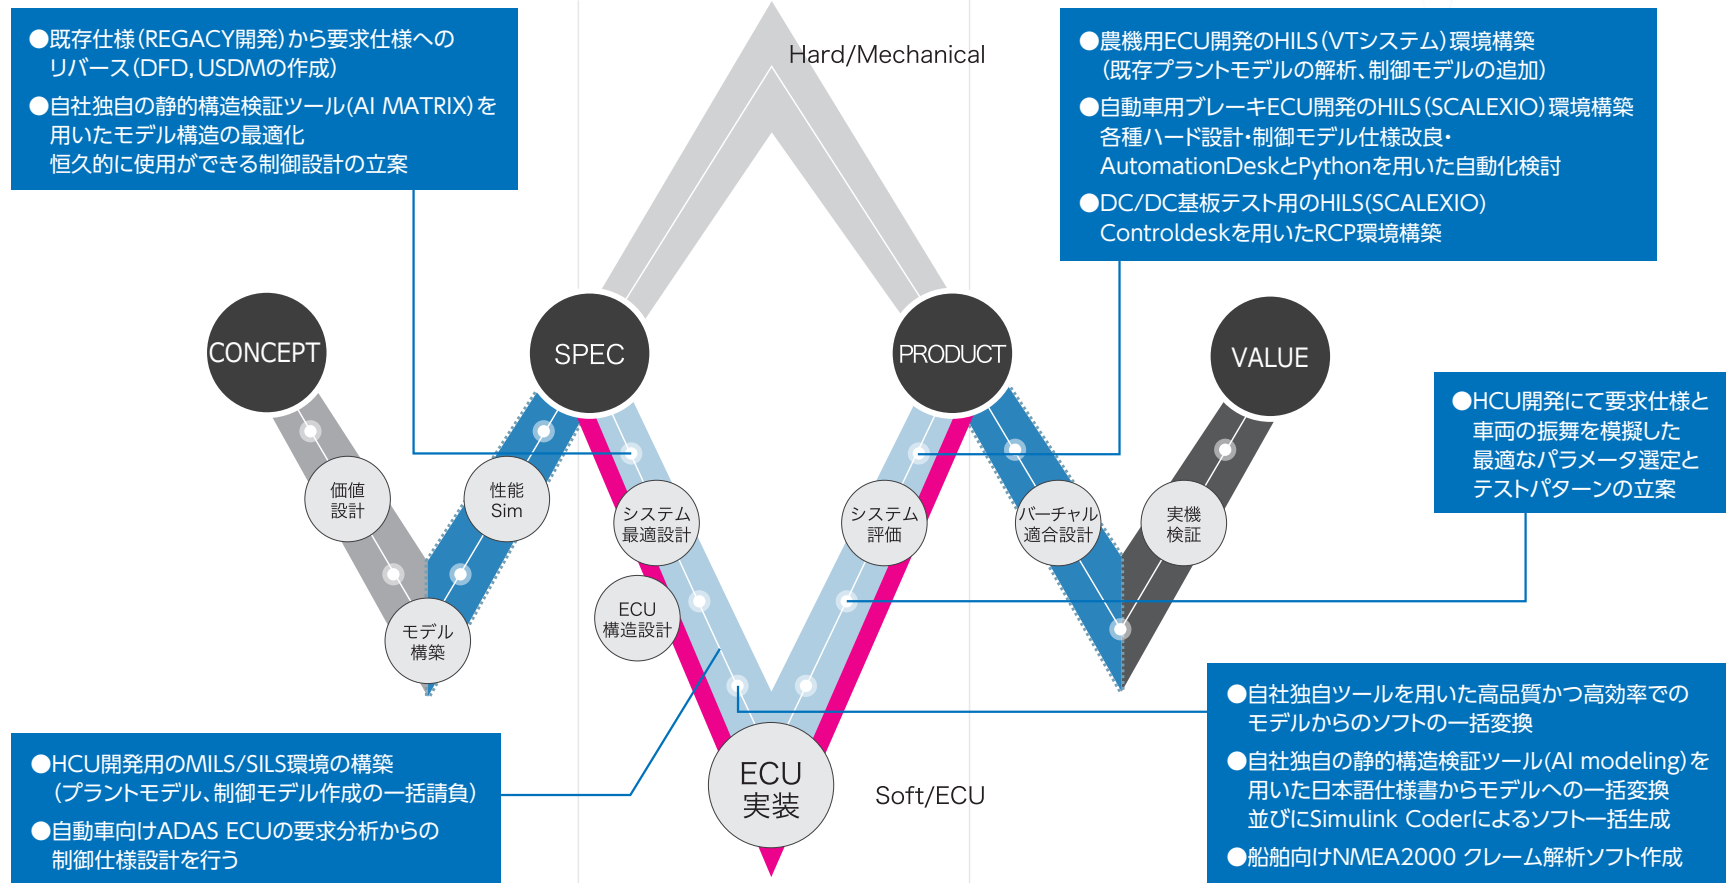 ●既存仕様(REGACY開発)から要求仕様への
リバース(DFD,USDMの作成)
●自社独自の静的構造検証ツール(AI MATRIX)を
用いたモデル構造の最適化
恒久的に使用ができる制御設計の立案
Hard/Mechanical
●農機用ECU開発のHILS(VTシステム)環境構築
(既存プラントモデルの解析、制御モデルの追加)
●自動車用ブレーキECU開発のHILS(SCALEXIO)環境構築
各種ハード設計・制御モデル仕様改良・
AutomationDeskとPythonを用いた自動化検討
●DC/DC基板テスト用のHILS(SCALEXIO)
Controldeskを用いたRCP環境構築
CONCEPT
SPEC
PRODUCT
VALUE
●HCU開発にて要求仕様と
車両の振舞を模擬した
最適なパラメータ選定と
テストパターンの立案
価値
設計
性能
Sim
システム
最適設計
システム
評価
バーチャル
適合設計
実機
検証
モデル
構築
ECU
構造設計
ECU
実装
Soft/ECU
●HCU開発用のMILS/SILS環境の構築
(プラントモデル、制御モデル作成の一括請負)
●自動車向けADAS ECUの要求分析からの
制御仕様設計を行う
●自社独自ツールを用いた高品質かつ高効率での
モデルからのソフトの一括変換
●自社独自の静的構造検証ツール(AI modeling)を
用いた日本語仕様書からモデルへの一括変換
並びにSimulink Coderによるソフト一括生成
●船舶向けNMEA2000 クレーム解析ソフト作成